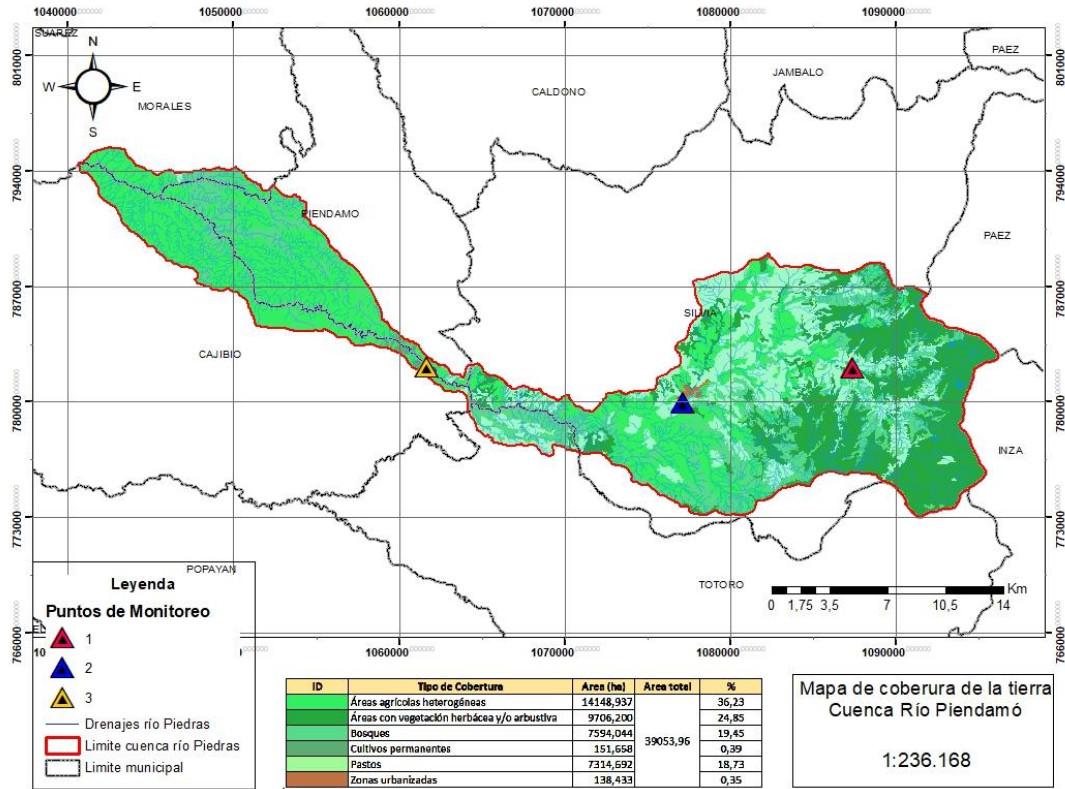 1040000 1050000 1060000 1070000 1080000 1090000
SUAREZ
N
W E
S
MORALES
CALDONO
JAMBALO
PAEZ
801000 801000
794000 794000
PIENDAMO
PAEZ
787000 787000
SILVIA
CAJIBIO
780000 780000
INZA
773000 773000
POPAYAN
TOTORO
Km
0 1,75 3,5 7 10,5 14
766000 766000
1060000 1070000 1080000 1090000
Leyenda
Puntos de Monitoreo
1
2
3
Drenajes río Piedras
Limite cuenca río Piedras
Limite municipal
ID Tipo de Cobertura Area (ha) Area total %
Áreas agrícolas heterogéneas 14148,937 36,23
Áreas con vegetación herbácea y/o arbustiva 9706,200 24,85
Bosques 7594,044 19,45
39053,96
Cultivos permanentes 151,658 0,39
Pastos 7314,692 18,73
Zonas urbanizadas 138,433 0,35
Mapa de coberura de la tierra
Cuenca Río Piendamó
1:236.168